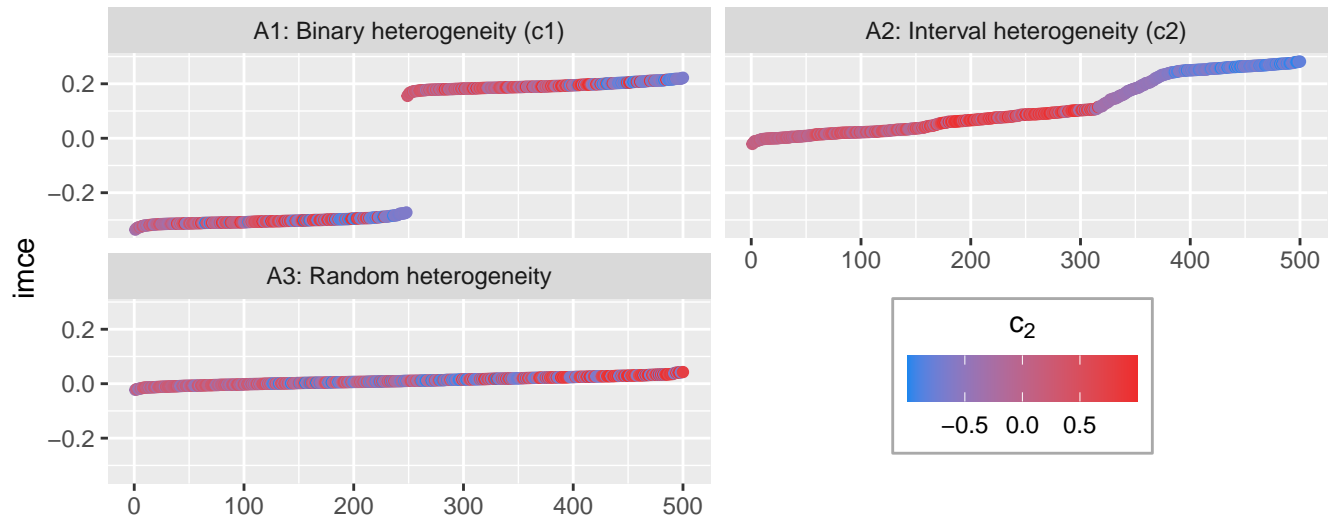 A1: Binary heterogeneity (c1)
A2: Interval heterogeneity (c2)
0.2
0.0
−0.2
0 100 200 300 400 500
A3: Random heterogeneity
0.2
0.0
−0.2
0 100 200 300 400 500
imce
c2
−0.5 0.0 0.5